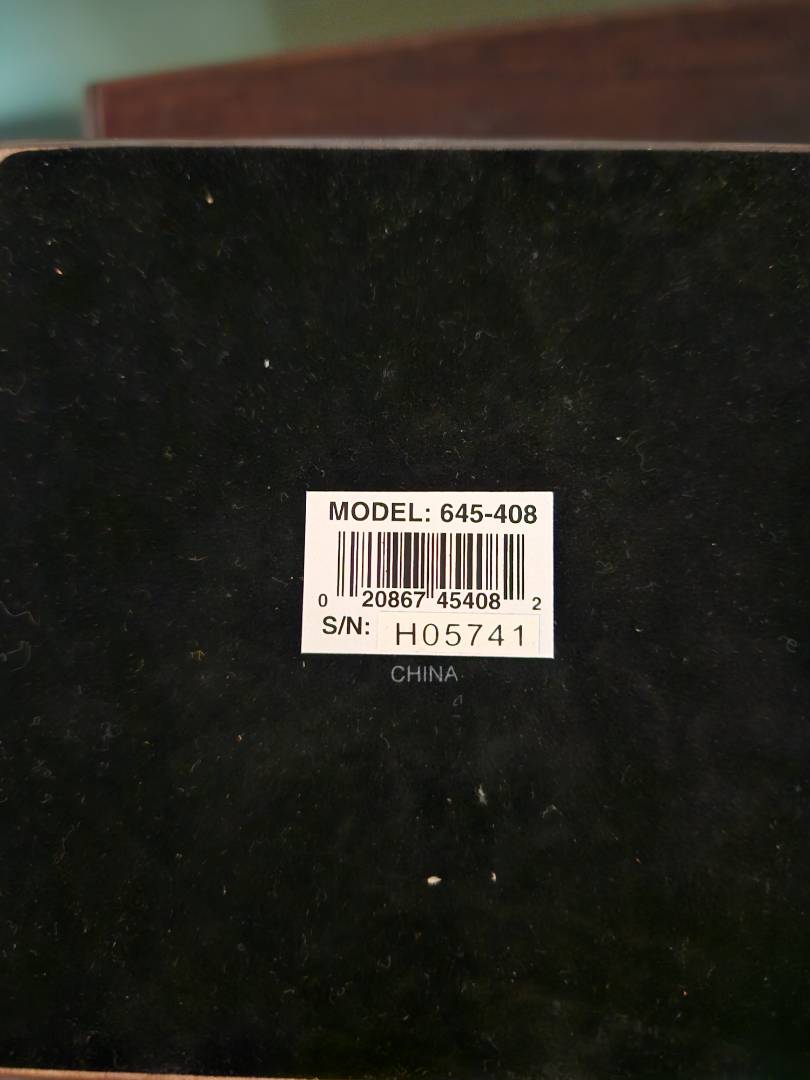 MODEL: 645-408
0 20867 45408 2
S/N: H05741
CHINA